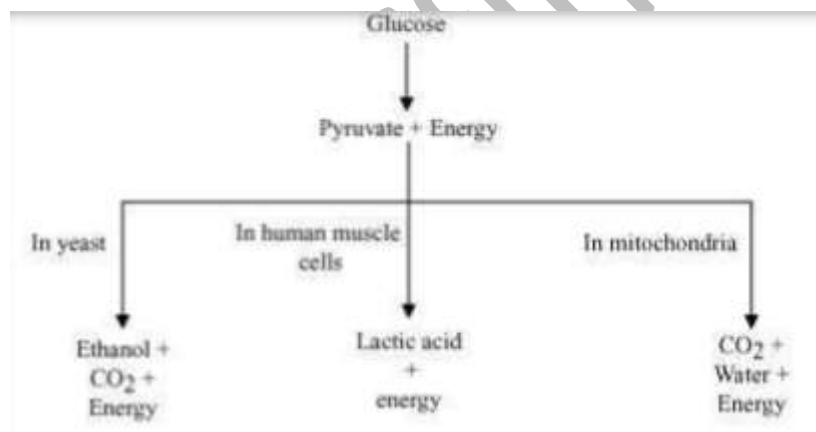 Glucose
Pyruvate + Energy
In yeast
In human muscle
cells
In mitochondria
Ethanol +
CO2 +
Energy
Lactic acid
+
energy
CO2 +
Water +
Energy